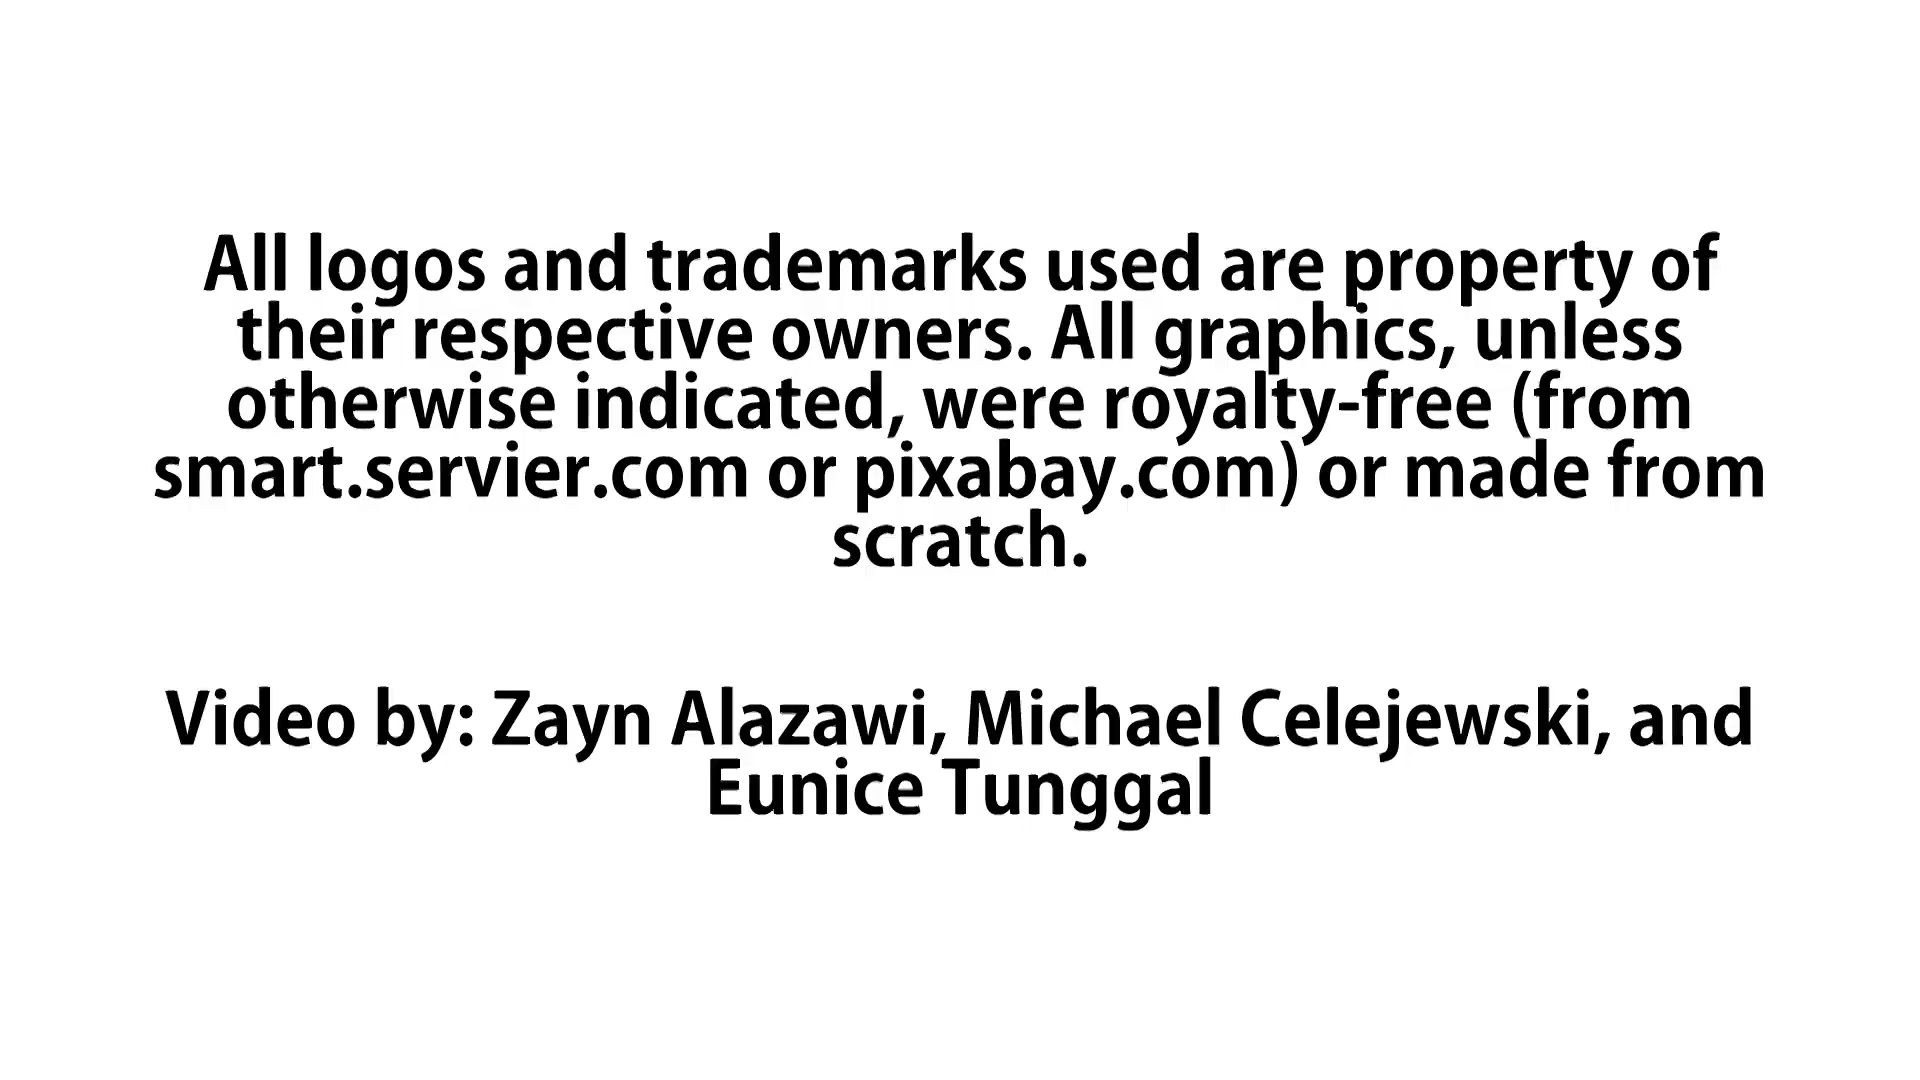 All logos and trademarks used are property of
their respective owners. All graphics, unless
otherwise indicated, were royalty-free (from
smart.servier.com or pixabay.com) or made from
scratch.
Video by: Zayn Alazawi, Michael Celejewski, and
Eunice Tunggal